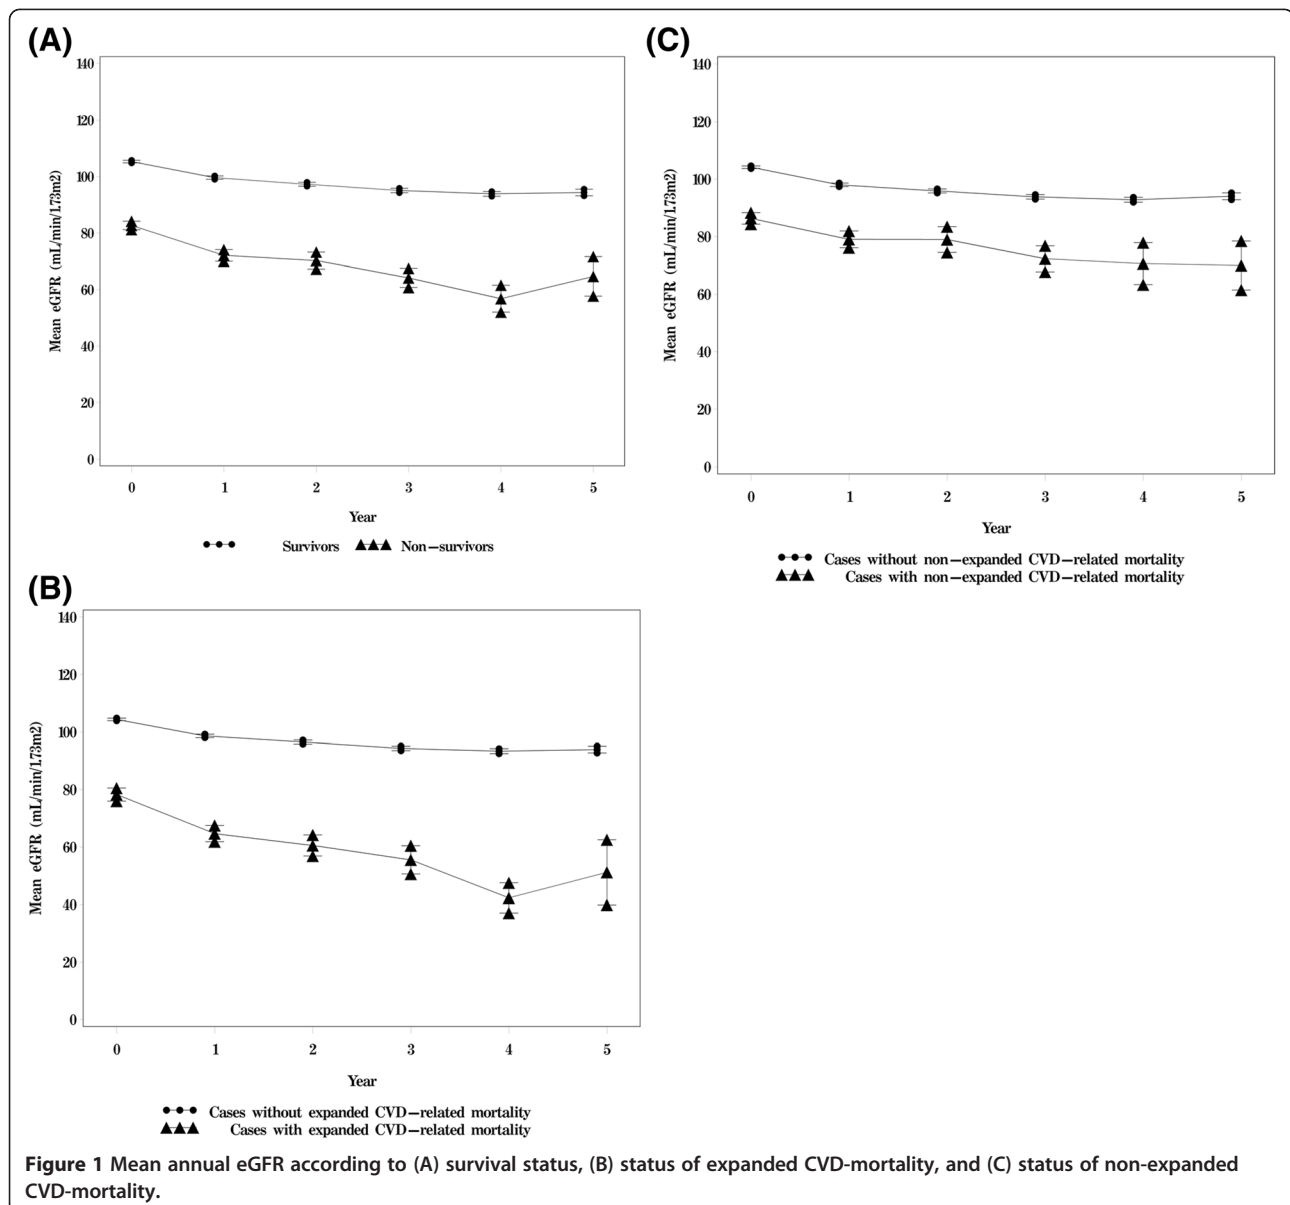 (A)
140
120
100
80
60
40
20
0
Mean eGFR (mL/min/1.73m2)
0 1 2 3 4 5
Year
Survivors Non-survivors
(C)
140
120
100
80
60
40
20
0
Mean eGFR (mL/min/1.73m2)
0 1 2 3 4 5
Year
Cases without non-expanded CVD-related mortality
Cases with non-expanded CVD-related mortality
(B)
140
120
100
80
60
40
20
0
Mean eGFR (mL/min/1.73m2)
0 1 2 3 4 5
Year
Cases without expanded CVD-related mortality
Cases with expanded CVD-related mortality
Figure 1 Mean annual eGFR according to (A) survival status, (B) status of expanded CVD-mortality, and (C) status of non-expanded
CVD-mortality.